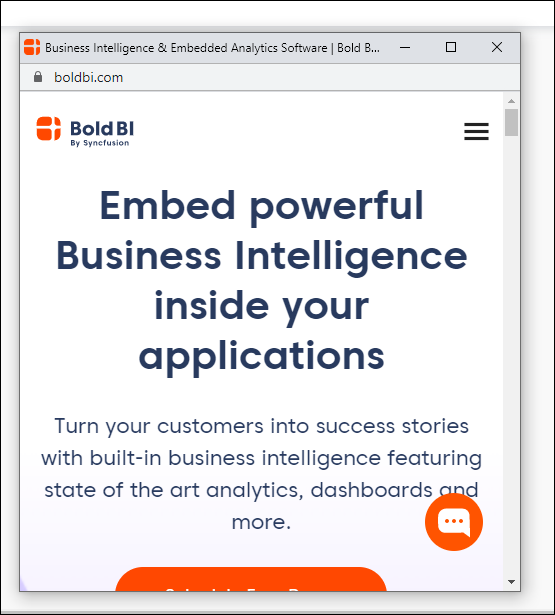 Business Intelligence & Embedded Analytics Software | Bold B...
boldbi.com
Bold BI
By Syncfusion
Embed powerful
Business Intelligence
inside your
applications
Turn your customers into success stories
with built-in business intelligence featuring
state of the art analytics, dashboards and
more.